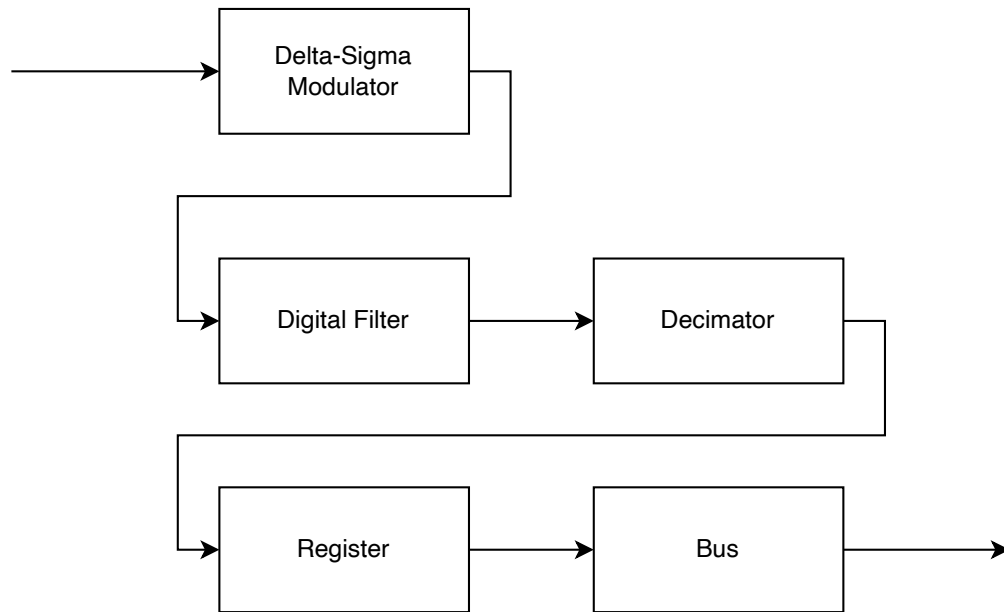 Delta-Sigma
Modulator
Digital Filter
Decimator
Register
Bus